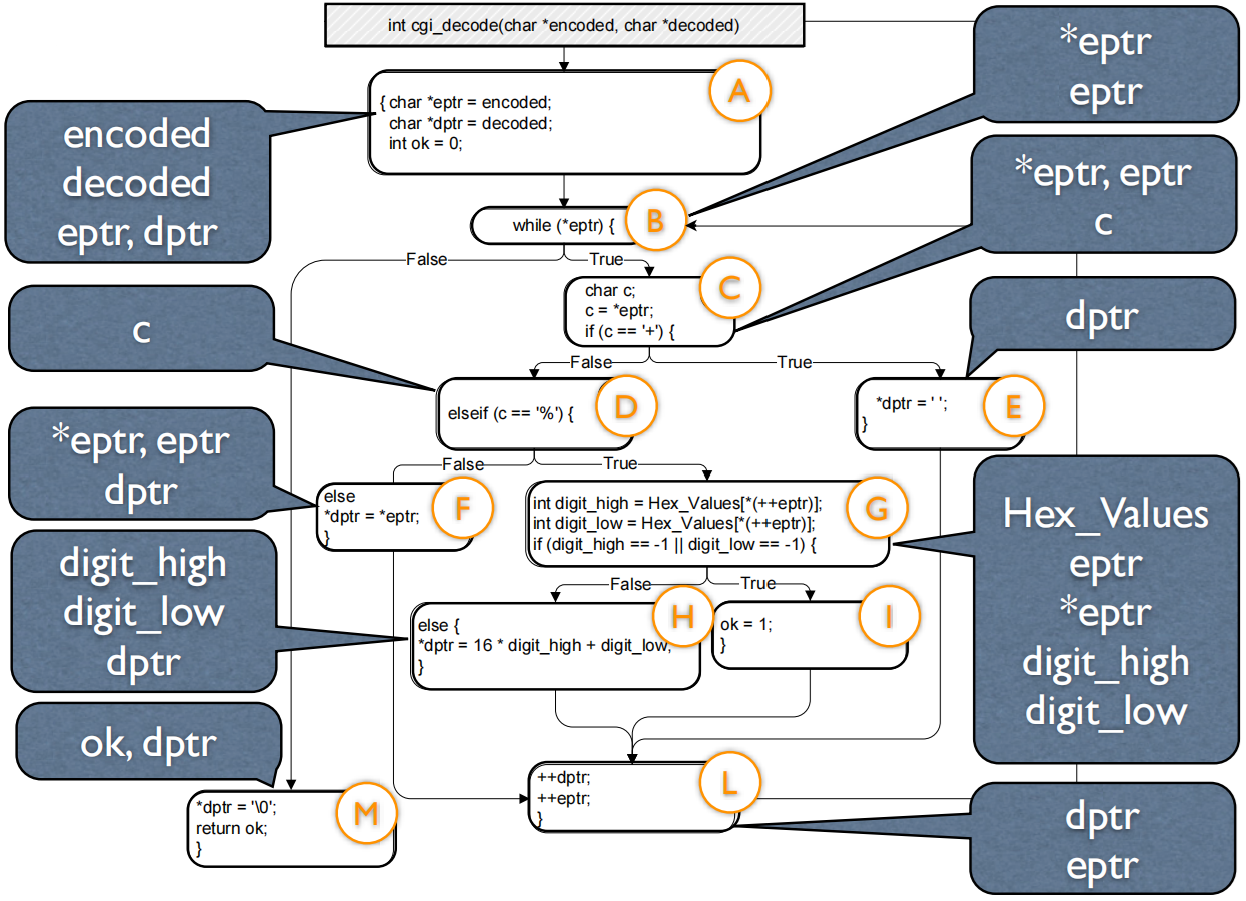 int cgi_decode(char *encoded, char *decoded)
*eptr
eptr
A
{ char *eptr = encoded;
char *dptr = decoded;
int ok = 0;
encoded
decoded
eptr, dptr
*eptr, eptr
c
B
while (*eptr) {
False
True
C
char c;
c = *eptr;
if (c == '+') {
dptr
c
False
True
D
elseif (c == '%') {
E
*dptr = ' ';
}
*eptr, eptr
dptr
False
True
F
else
*dptr = *eptr;
}
G
int digit_high = Hex_Values[*(++eptr)];
int digit_low = Hex_Values[*(++eptr)];
if (digit_high == -1 || digit_low == -1) {
Hex_Values
eptr
*eptr
digit_high
digit_low
digit_high
digit_low
dptr
False
True
H
else {
*dptr = 16 * digit_high + digit_low;
}
I
ok = 1;
}
ok, dptr
M
*dptr = '\0';
return ok;
}
L
++dptr;
++eptr;
}
dptr
eptr